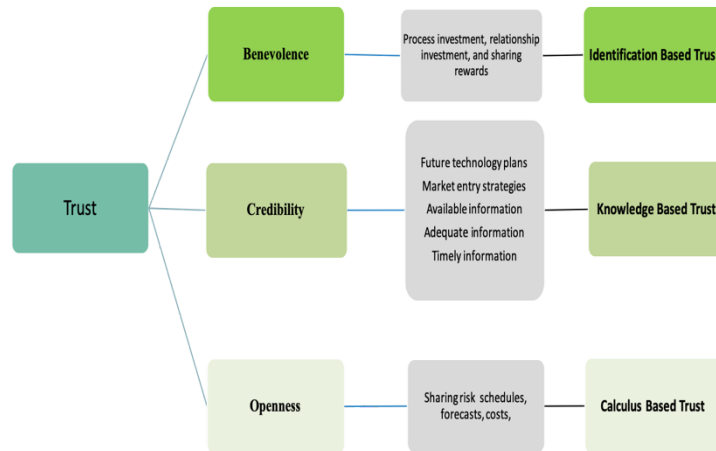 Benevolence
Process investment, relationship
investment, and sharing
rewards
Identification Based Trus
Trust
Credibility
Future technology plans
Market entry strategies
Available information
Adequate information
Timely information
Knowledge Based Trust
Openness
Sharing risk schedules,
forecasts, costs,
Calculus Based Trust